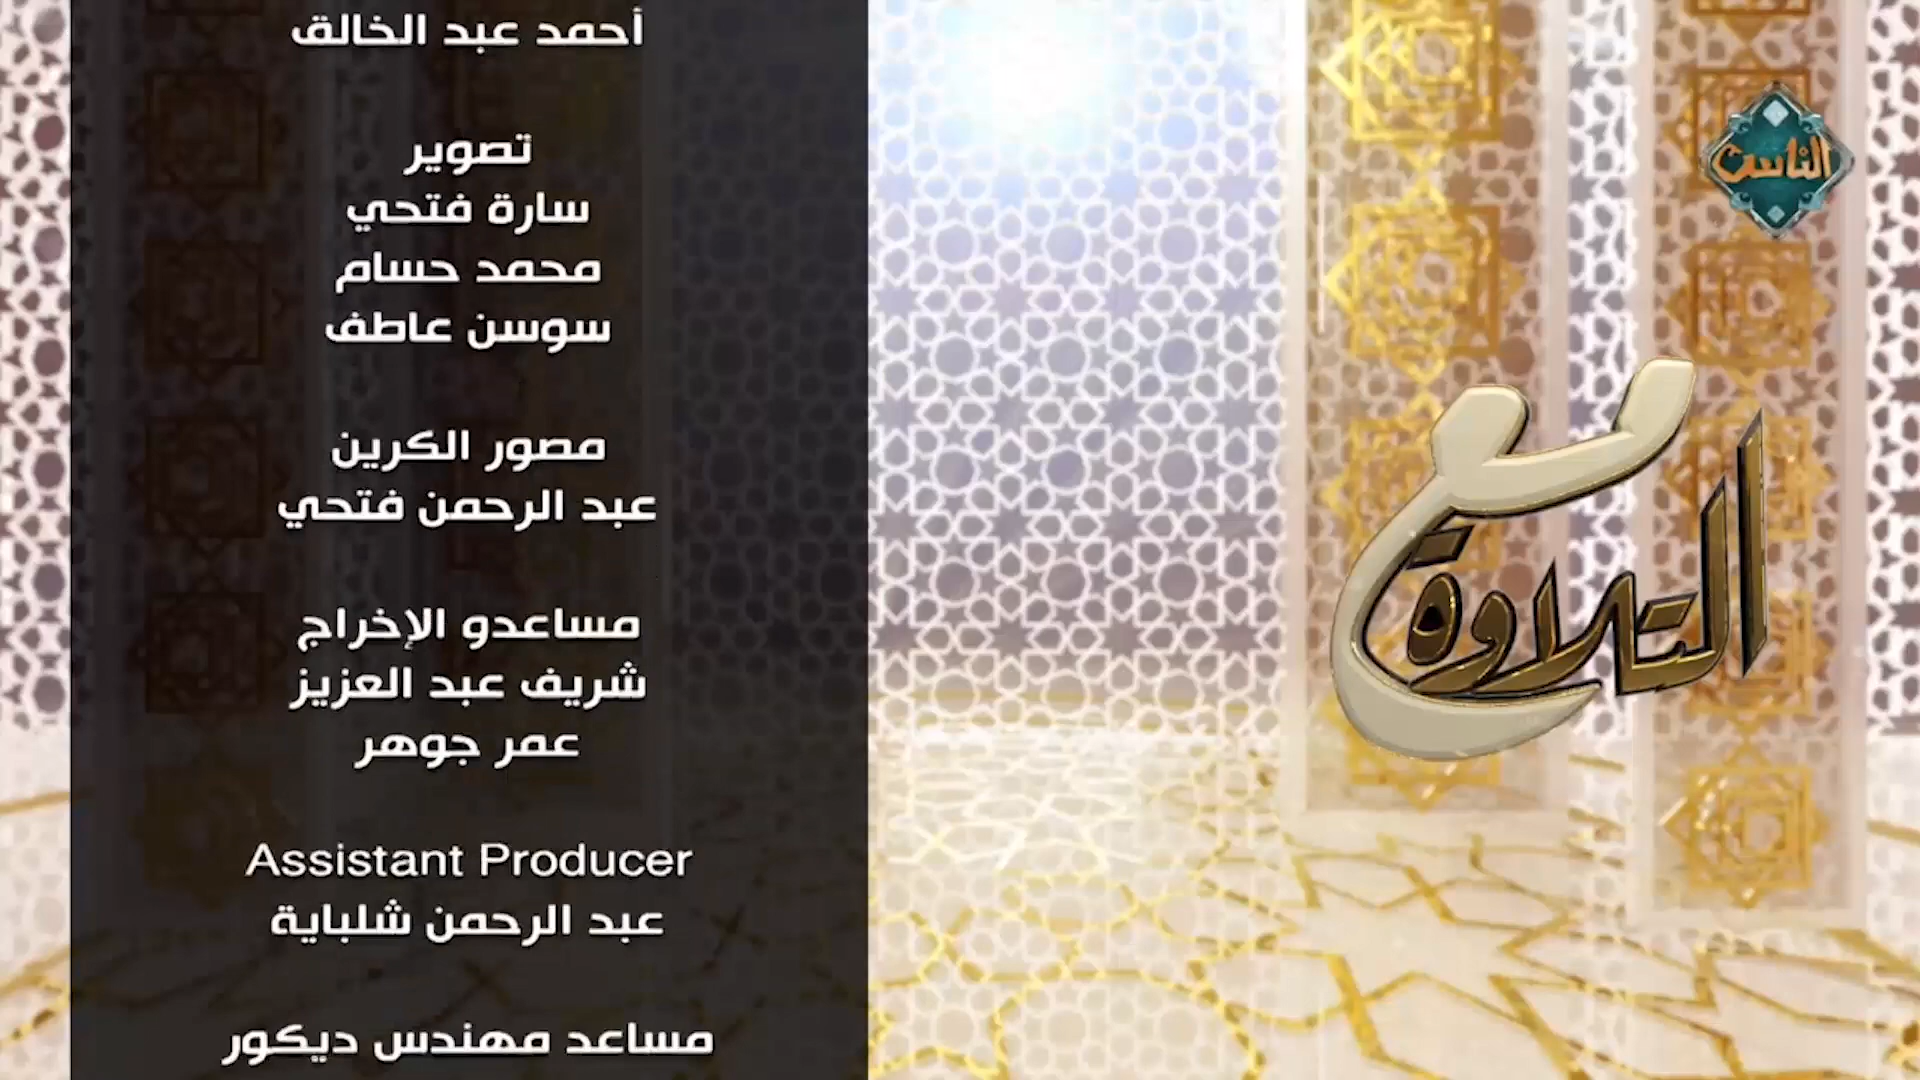 أحمد عبد الخالق
تصوير
سارة فتحي
محمد حسام
سوسن عاطف
مصور الكرين
عبد الرحمن فتحي
مساعدو الإخراج
شريف عبد العزيز
عمر جوهر
Assistant Producer
عبد الرحمن شلباية
مساعد مهندس ديكور
الناس
مع التلاوة